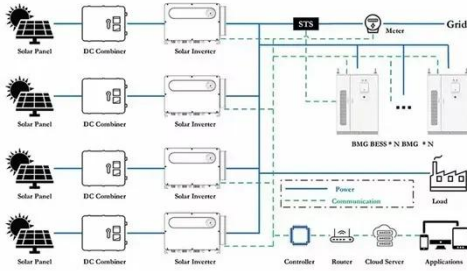 STS
Meter
Grid
Solar Panel DC Combiner Solar Inverter
Solar Panel DC Combiner Solar Inverter
BMG BESS * N BMG * N
Solar Panel DC Combiner Solar Inverter
Power
Communication
Load
Solar Panel DC Combiner Solar Inverter
Controller Router Cloud Server Applications